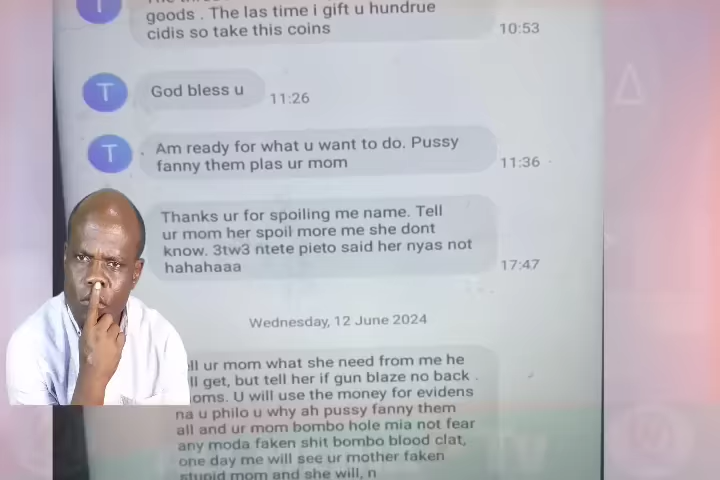 T
goods . The las time i gift u hundrue
cidis so take this coins
10:53
T
God bless u
11:26
T
Am ready for what u want to do. Pussy
fanny them plas ur mom
11:36
Thanks ur for spoiling me name. Tell
ur mom her spoil more me she dont
know. 3tw3 ntete pieto said her nyas not
hahahaaa
17:47
Wednesday, 12 June 2024
ll ur mom what she need from me he
ll get, but tell her if gun blaze no back .
oms. U will use the money for evidens
na u philo u why ah pussy fanny them
all and ur mom bombo hole mia not fear
any moda faken shit bombo blood clat,
one day me will see ur mother faken
stupid mom and she will, n
Tv